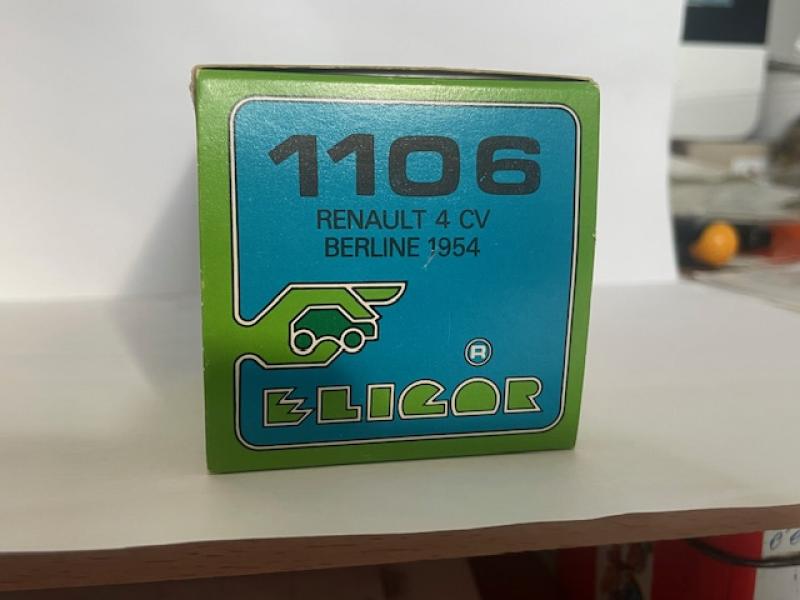 1106
RENAULT 4 CV
BERLINE 1954
®
ELIGOR